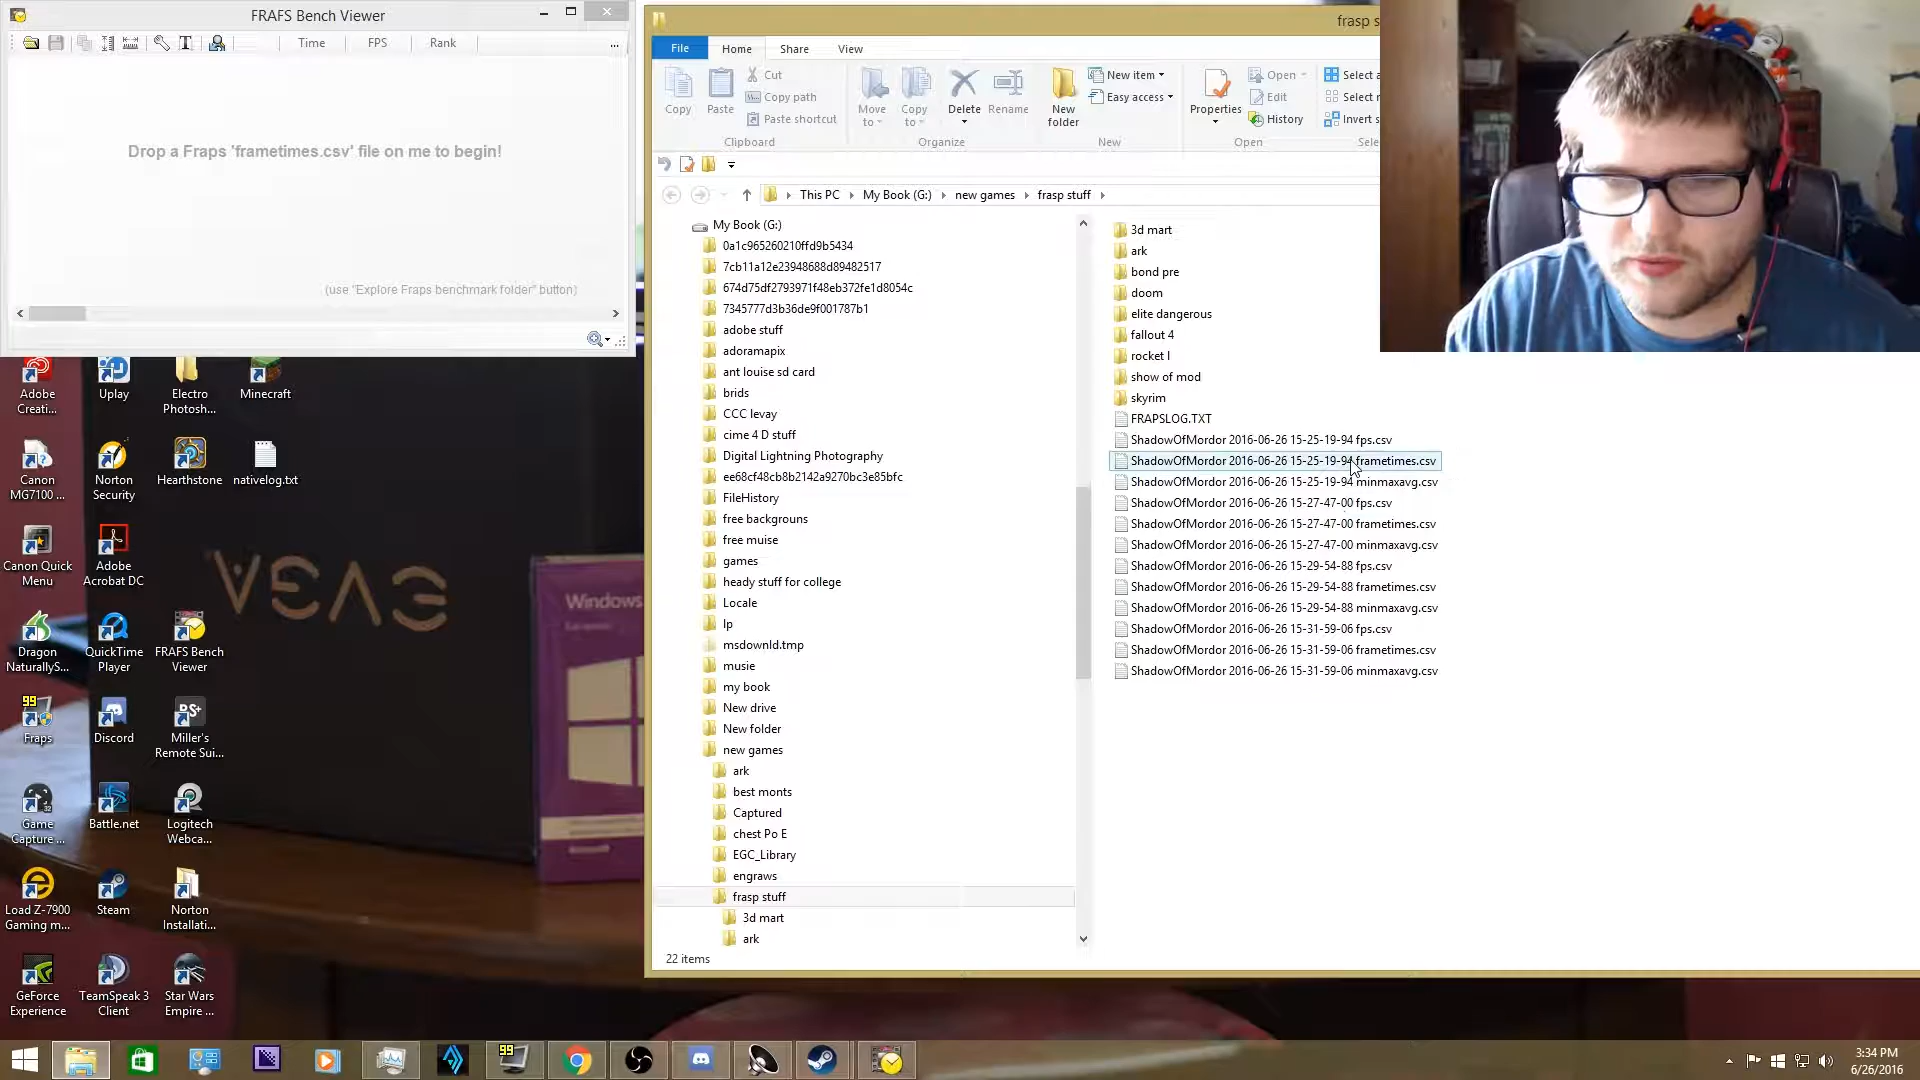 FRAFS Bench Viewer
Time FPS Rank ...
Drop a Fraps 'frametimes.csv' file on me to begin!
(use "Explore Fraps benchmark folder" button)
frasp s
File Home Share View
Copy
Paste
Cut
Copy path
Paste shortcut
Clipboard
Move to
Copy to
Delete
Rename
Organize
New folder
New item
Easy access
New
Properties
Open
Edit
History
Open
Select a
Select
Invert s
Sele
This PC My Book (G:) new games frasp stuff
My Book (G:)
0a1c965260210ffd9b5434
7cb11a12e23948688d89482517
674d75df2793971f48eb372fe1d8054c
7345777d3b36de9f001787b1
adobe stuff
adoramapix
ant louise sd card
brids
CCC levay
cime 4 D stuff
Digital Lightning Photography
ee68cf48cb8b2142a9270bc3e85bfc
FileHistory
free backgrouns
free muise
games
heady stuff for college
Locale
lp
msdownld.tmp
musie
my book
New drive
New folder
new games
ark
best monts
Captured
chest Po E
EGC_Library
engraws
frasp stuff
3d mart
ark
22 items
3d mart
ark
bond pre
doom
elite dangerous
fallout 4
rocket l
show of mod
skyrim
FRAPSLOG.TXT
ShadowOfMordor 2016-06-26 15-25-19-94 fps.csv
ShadowOfMordor 2016-06-26 15-25-19-94 frametimes.csv
ShadowOfMordor 2016-06-26 15-25-19-94 minmaxavg.csv
ShadowOfMordor 2016-06-26 15-27-47-00 fps.csv
ShadowOfMordor 2016-06-26 15-27-47-00 frametimes.csv
ShadowOfMordor 2016-06-26 15-27-47-00 minmaxavg.csv
ShadowOfMordor 2016-06-26 15-29-54-88 fps.csv
ShadowOfMordor 2016-06-26 15-29-54-88 frametimes.csv
ShadowOfMordor 2016-06-26 15-29-54-88 minmaxavg.csv
ShadowOfMordor 2016-06-26 15-31-59-06 fps.csv
ShadowOfMordor 2016-06-26 15-31-59-06 frametimes.csv
ShadowOfMordor 2016-06-26 15-31-59-06 minmaxavg.csv
Adobe Creati...
Uplay
Electro Photosh...
Minecraft
Canon MG7100 ...
Norton Security
Hearthstone
nativelog.txt
Canon Quick Menu
Adobe Acrobat DC
EVGA
Windows
Dragon NaturallyS...
QuickTime Player
FRAFS Bench Viewer
99
Fraps
Discord
RS+
Miller's Remote Sui...
Game Capture ...
Battle.net
Logitech Webca...
Load Z-7900 Gaming m...
Steam
Norton Installati...
GeForce Experience
TeamSpeak 3 Client
Star Wars Empire ...
99
3:34 PM
6/26/2016